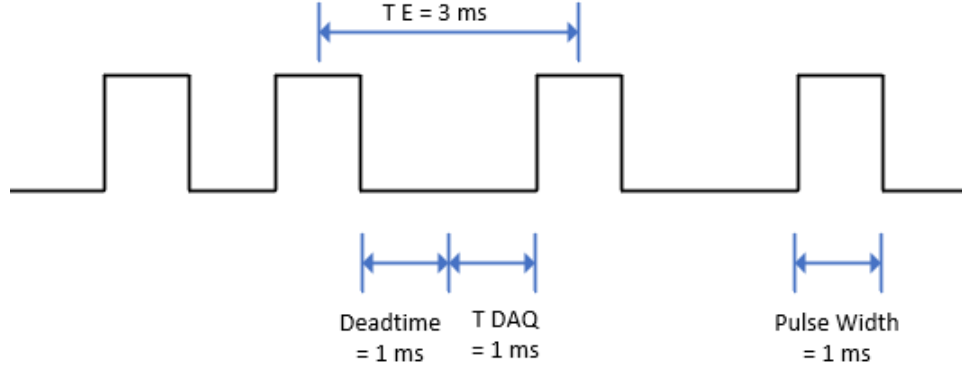 T E = 3 ms
Deadtime
= 1 ms
T DAQ
= 1 ms
Pulse Width
= 1 ms